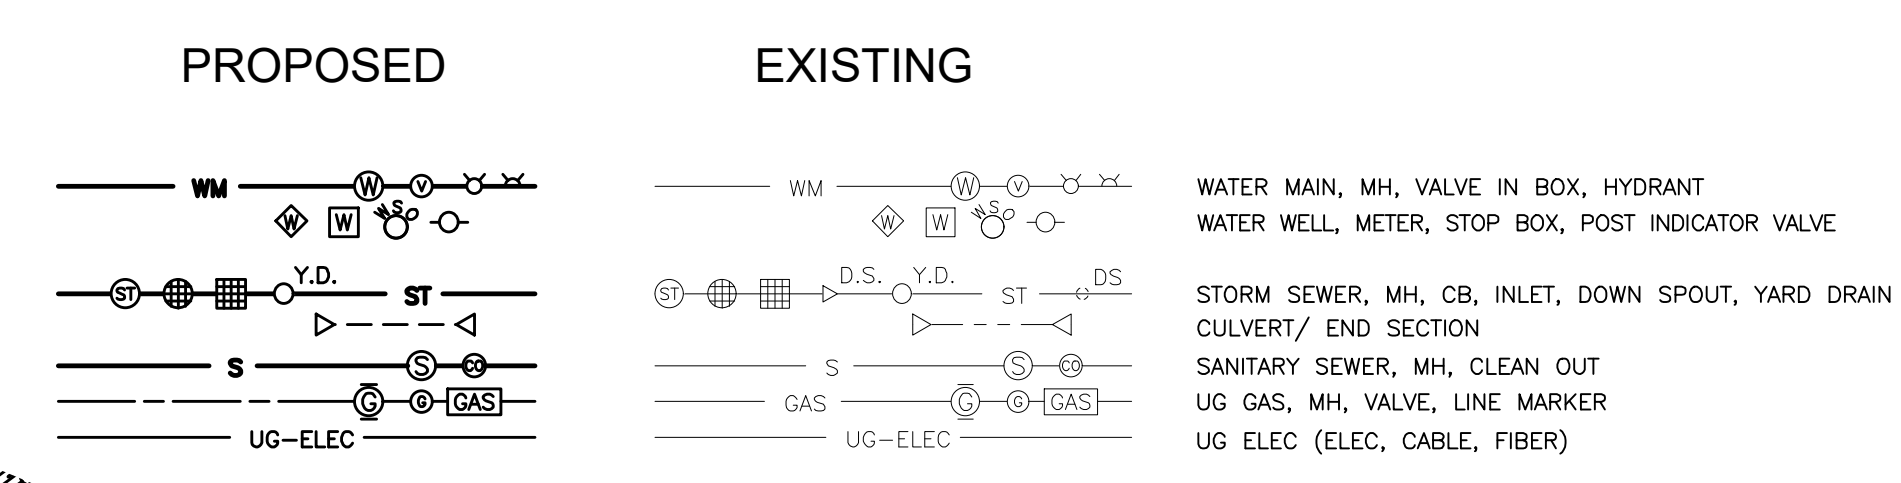 PROPOSED EXISTING
WM W V WM W V WATER MAIN, MH, VALVE IN BOX, HYDRANT
W W WSO W W WSO WATER WELL, METER, STOP BOX, POST INDICATOR VALVE
Y.D. D.S. Y.D. DS
ST ST ST ST STORM SEWER, MH, CB, INLET, DOWN SPOUT, YARD DRAIN
CULVERT/ END SECTION
S S CO S S CO SANITARY SEWER, MH, CLEAN OUT
G G GAS GAS G G GAS UG GAS, MH, VALVE, LINE MARKER
UG-ELEC UG-ELEC UG ELEC (ELEC, CABLE, FIBER)